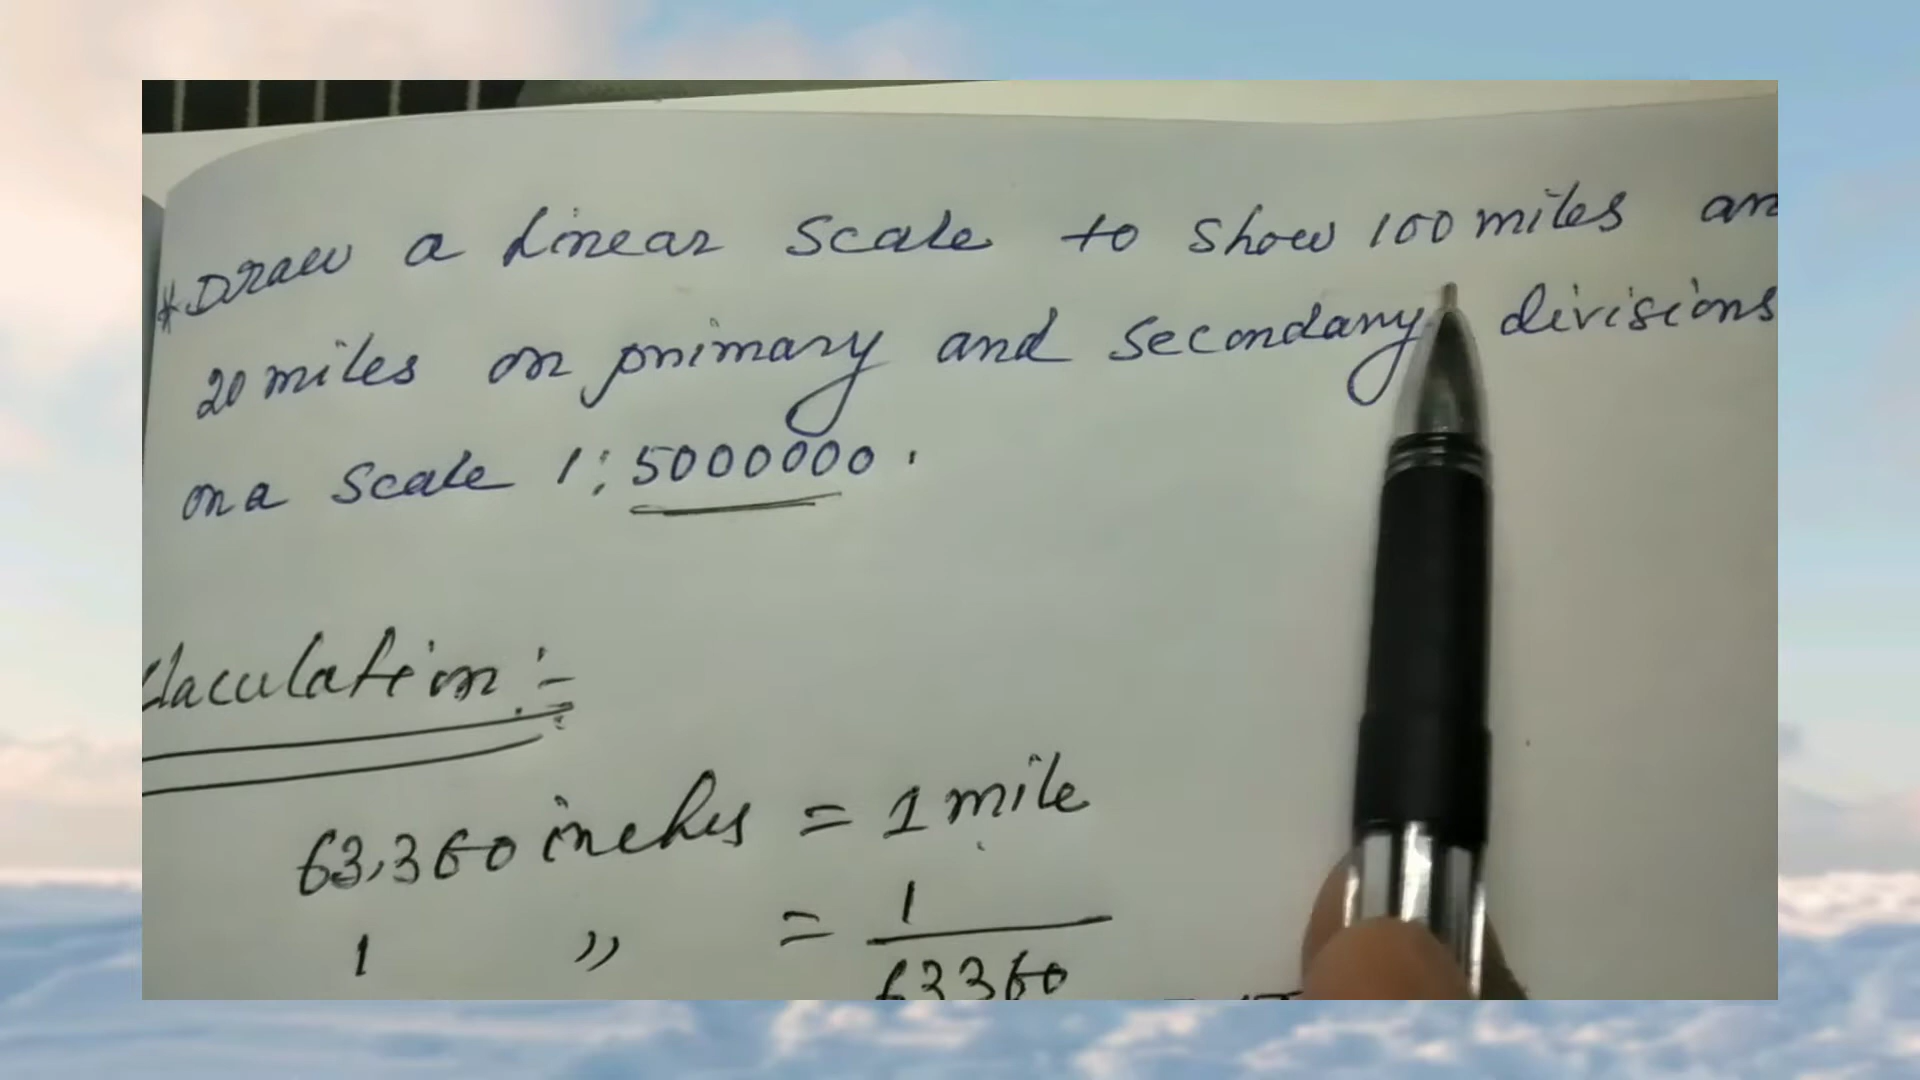 * Draw a Linear Scale to Show 100 miles an
20 miles on primary and Secondary divisions
on a Scale 1:5000000.
Claculation:-
63,360 inches = 1 mile
1 ,, = 1
63360